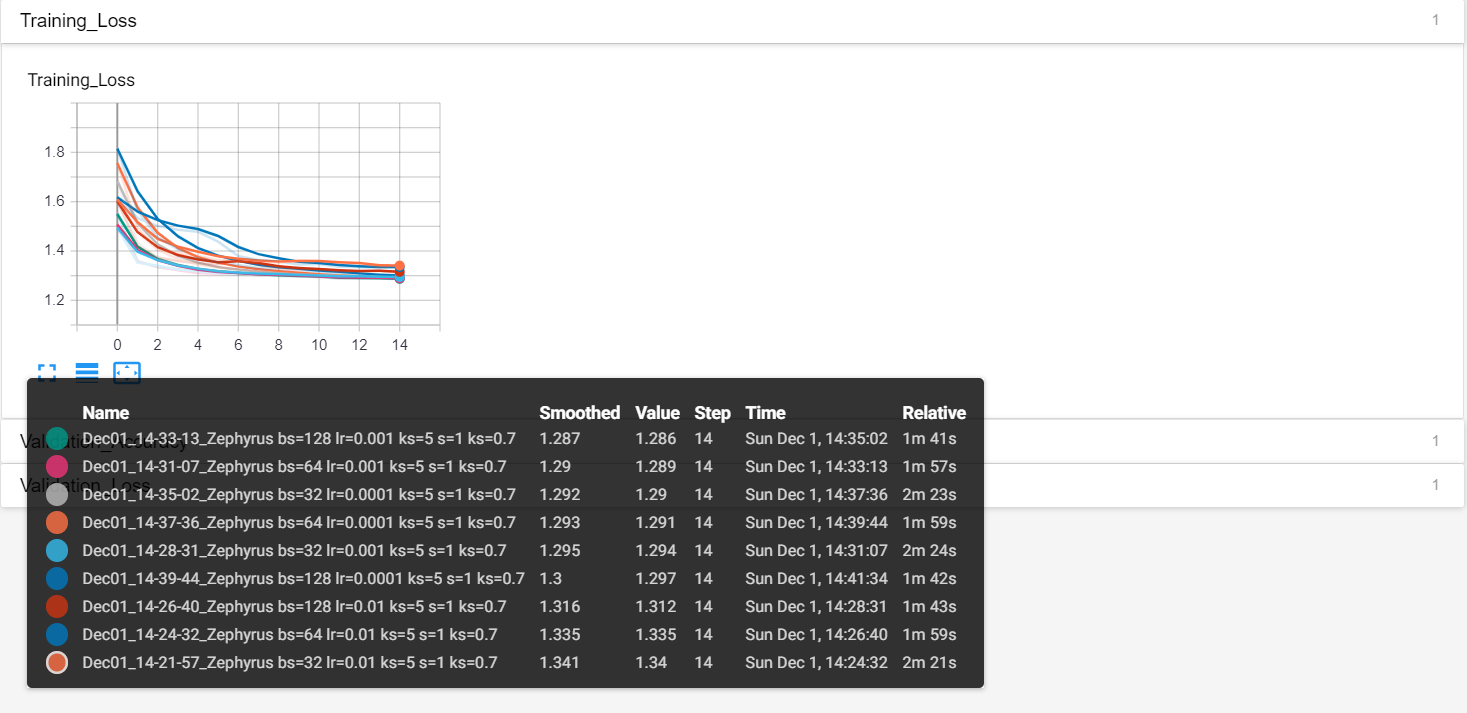 Training_Loss 1
Training_Loss
1.8
1.6
1.4
1.2
0 2 4 6 8 10 12 14
Name Smoothed Value Step Time Relative
Dec01_14-33-13_Zephyrus bs=128 lr=0.001 ks=5 s=1 ks=0.7 1.287 1.286 14 Sun Dec 1, 14:35:02 1m 41s
Dec01_14-31-07_Zephyrus bs=64 lr=0.001 ks=5 s=1 ks=0.7 1.29 1.289 14 Sun Dec 1, 14:33:13 1m 57s
Dec01_14-35-02_Zephyrus bs=32 lr=0.0001 ks=5 s=1 ks=0.7 1.292 1.29 14 Sun Dec 1, 14:37:36 2m 23s
Dec01_14-37-36_Zephyrus bs=64 lr=0.0001 ks=5 s=1 ks=0.7 1.293 1.291 14 Sun Dec 1, 14:39:44 1m 59s
Dec01_14-28-31_Zephyrus bs=32 lr=0.001 ks=5 s=1 ks=0.7 1.295 1.294 14 Sun Dec 1, 14:31:07 2m 24s
Dec01_14-39-44_Zephyrus bs=128 lr=0.0001 ks=5 s=1 ks=0.7 1.3 1.297 14 Sun Dec 1, 14:41:34 1m 42s
Dec01_14-26-40_Zephyrus bs=128 lr=0.01 ks=5 s=1 ks=0.7 1.316 1.312 14 Sun Dec 1, 14:28:31 1m 43s
Dec01_14-24-32_Zephyrus bs=64 lr=0.01 ks=5 s=1 ks=0.7 1.335 1.335 14 Sun Dec 1, 14:26:40 1m 59s
Dec01_14-21-57_Zephyrus bs=32 lr=0.01 ks=5 s=1 ks=0.7 1.341 1.34 14 Sun Dec 1, 14:24:32 2m 21s
Validation_Accuracy 1
Validation_Loss 1